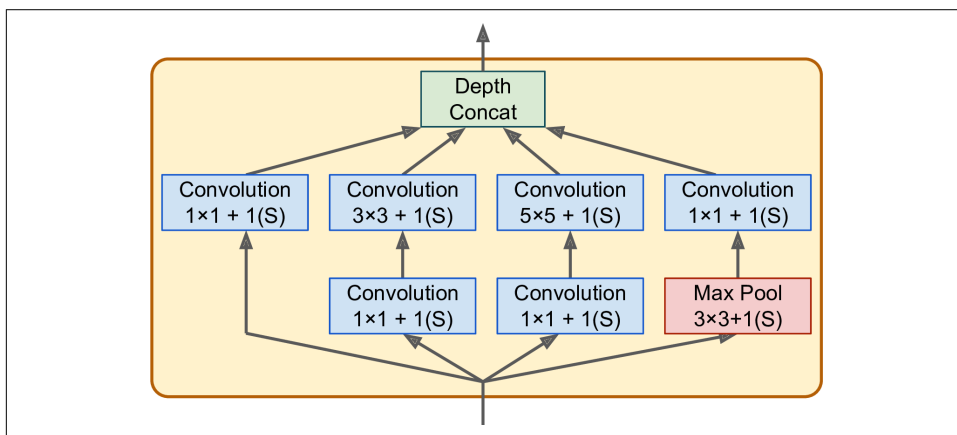 Depth
Concat
Convolution
1×1 + 1(S)
Convolution
3×3 + 1(S)
Convolution
5×5 + 1(S)
Convolution
1×1 + 1(S)
Convolution
1×1 + 1(S)
Convolution
1×1 + 1(S)
Max Pool
3×3+1(S)